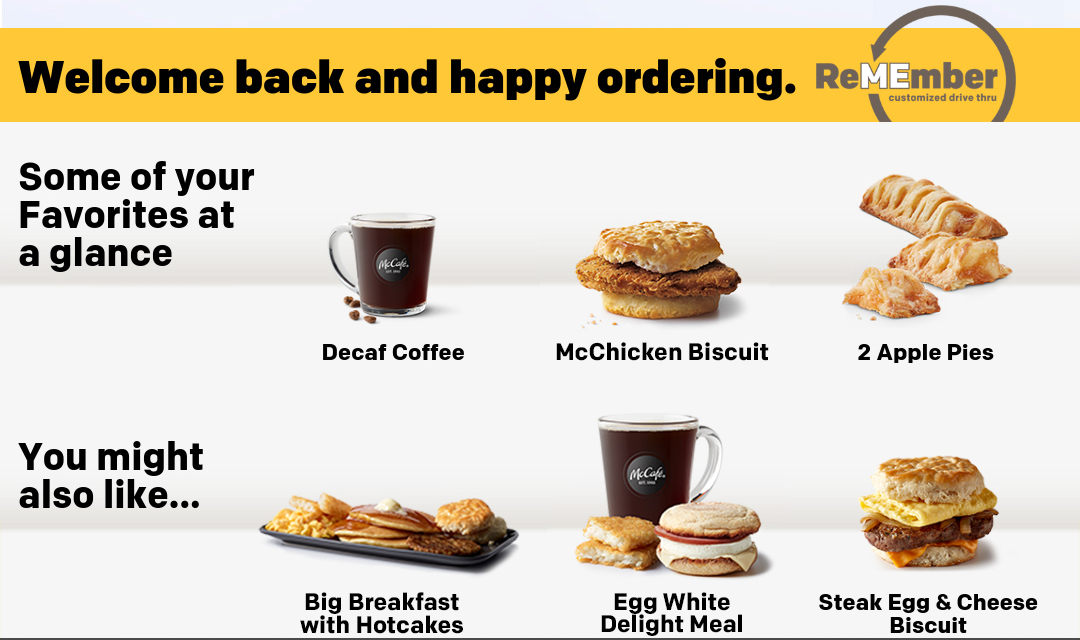 Welcome back and happy ordering.
ReMEmber
customized drive thru
Some of your
Favorites at
a glance
McCafé
Decaf Coffee
McChicken Biscuit
2 Apple Pies
You might
also like...
McCafé
Big Breakfast
with Hotcakes
Egg White
Delight Meal
Steak Egg & Cheese
Biscuit